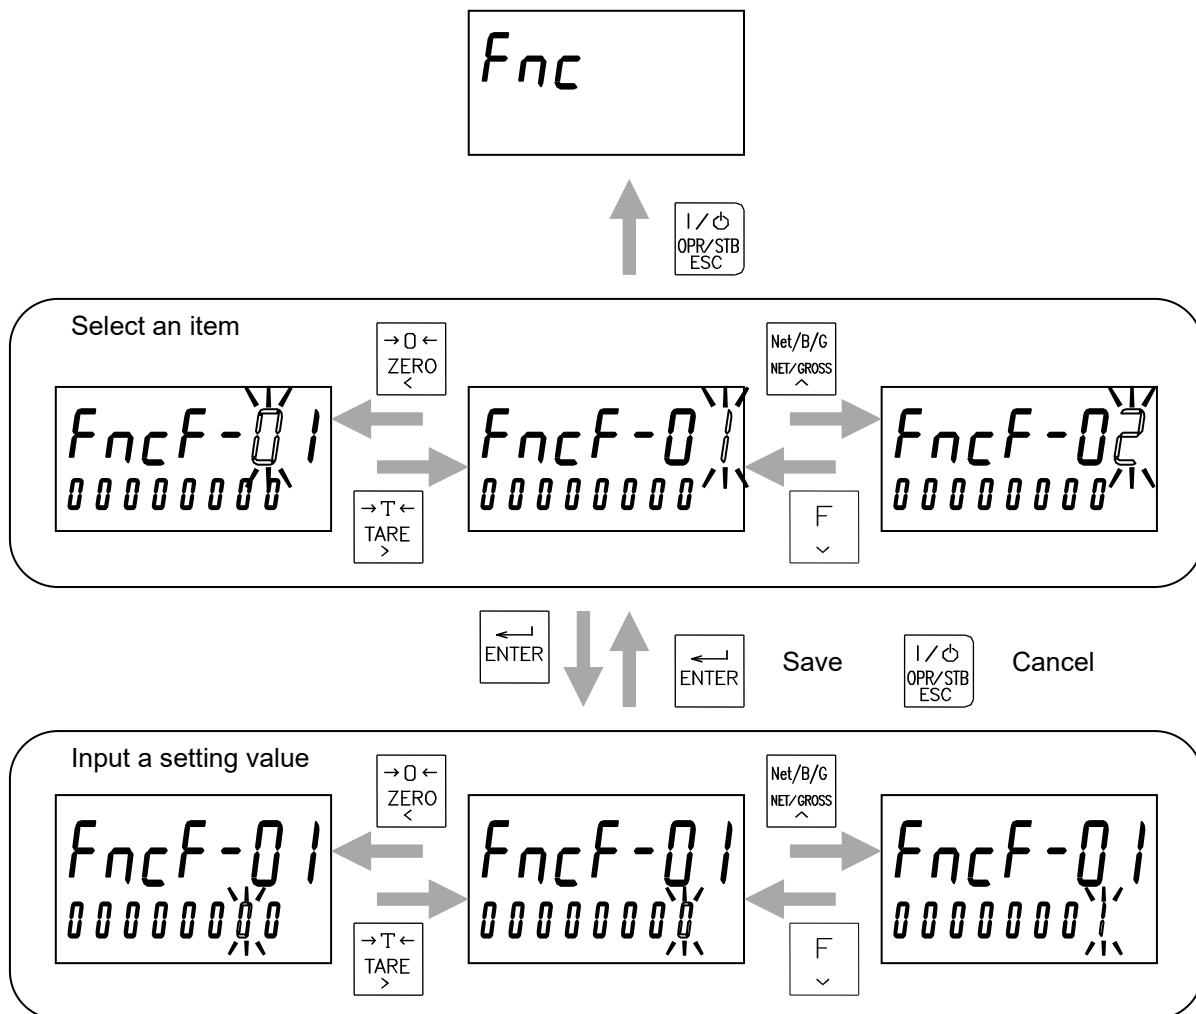 Fnc
I/⏻
OPR/STB
ESC
Select an item
→0←
ZERO
<
Net/B/G
NET/GROSS
^
FncF-01
00000000
FncF-01
00000000
FncF-02
00000000
→T←
TARE
>
F
⌄
ENTER
ENTER
Save
I/⏻
OPR/STB
ESC
Cancel
Input a setting value
→0←
ZERO
<
Net/B/G
NET/GROSS
^
FncF-01
00000000
FncF-01
00000000
FncF-01
00000001
→T←
TARE
>
F
⌄